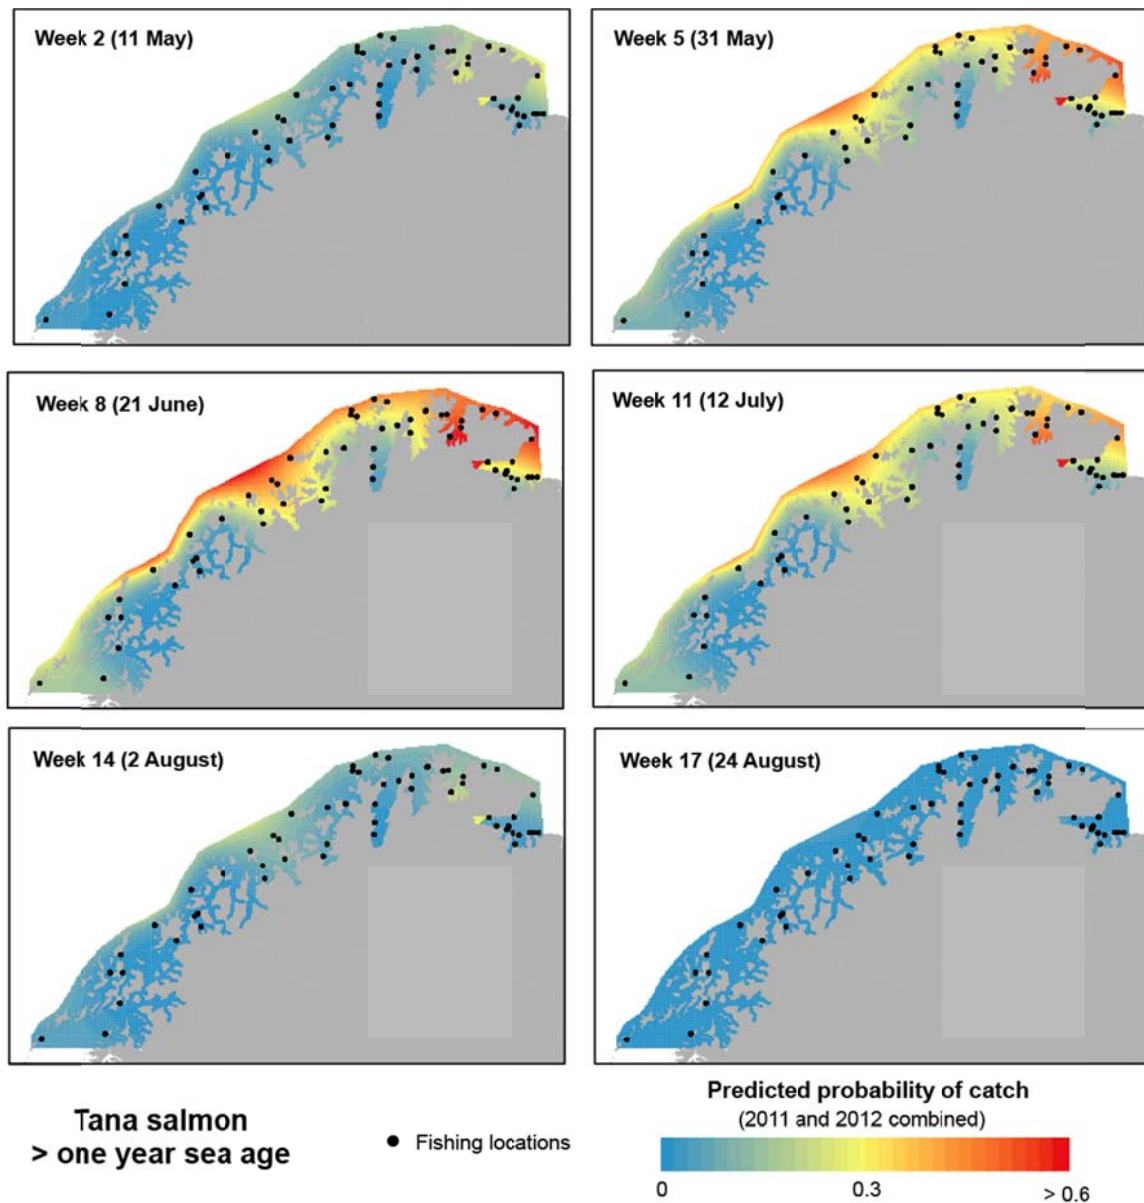 Week 2 (11 May)
Week 5 (31 May)
Week 8 (21 June)
Week 11 (12 July)
Week 14 (2 August)
Week 17 (24 August)
Tana salmon
> one year sea age
Fishing locations
Predicted probability of catch
(2011 and 2012 combined)
0
0.3
> 0.6